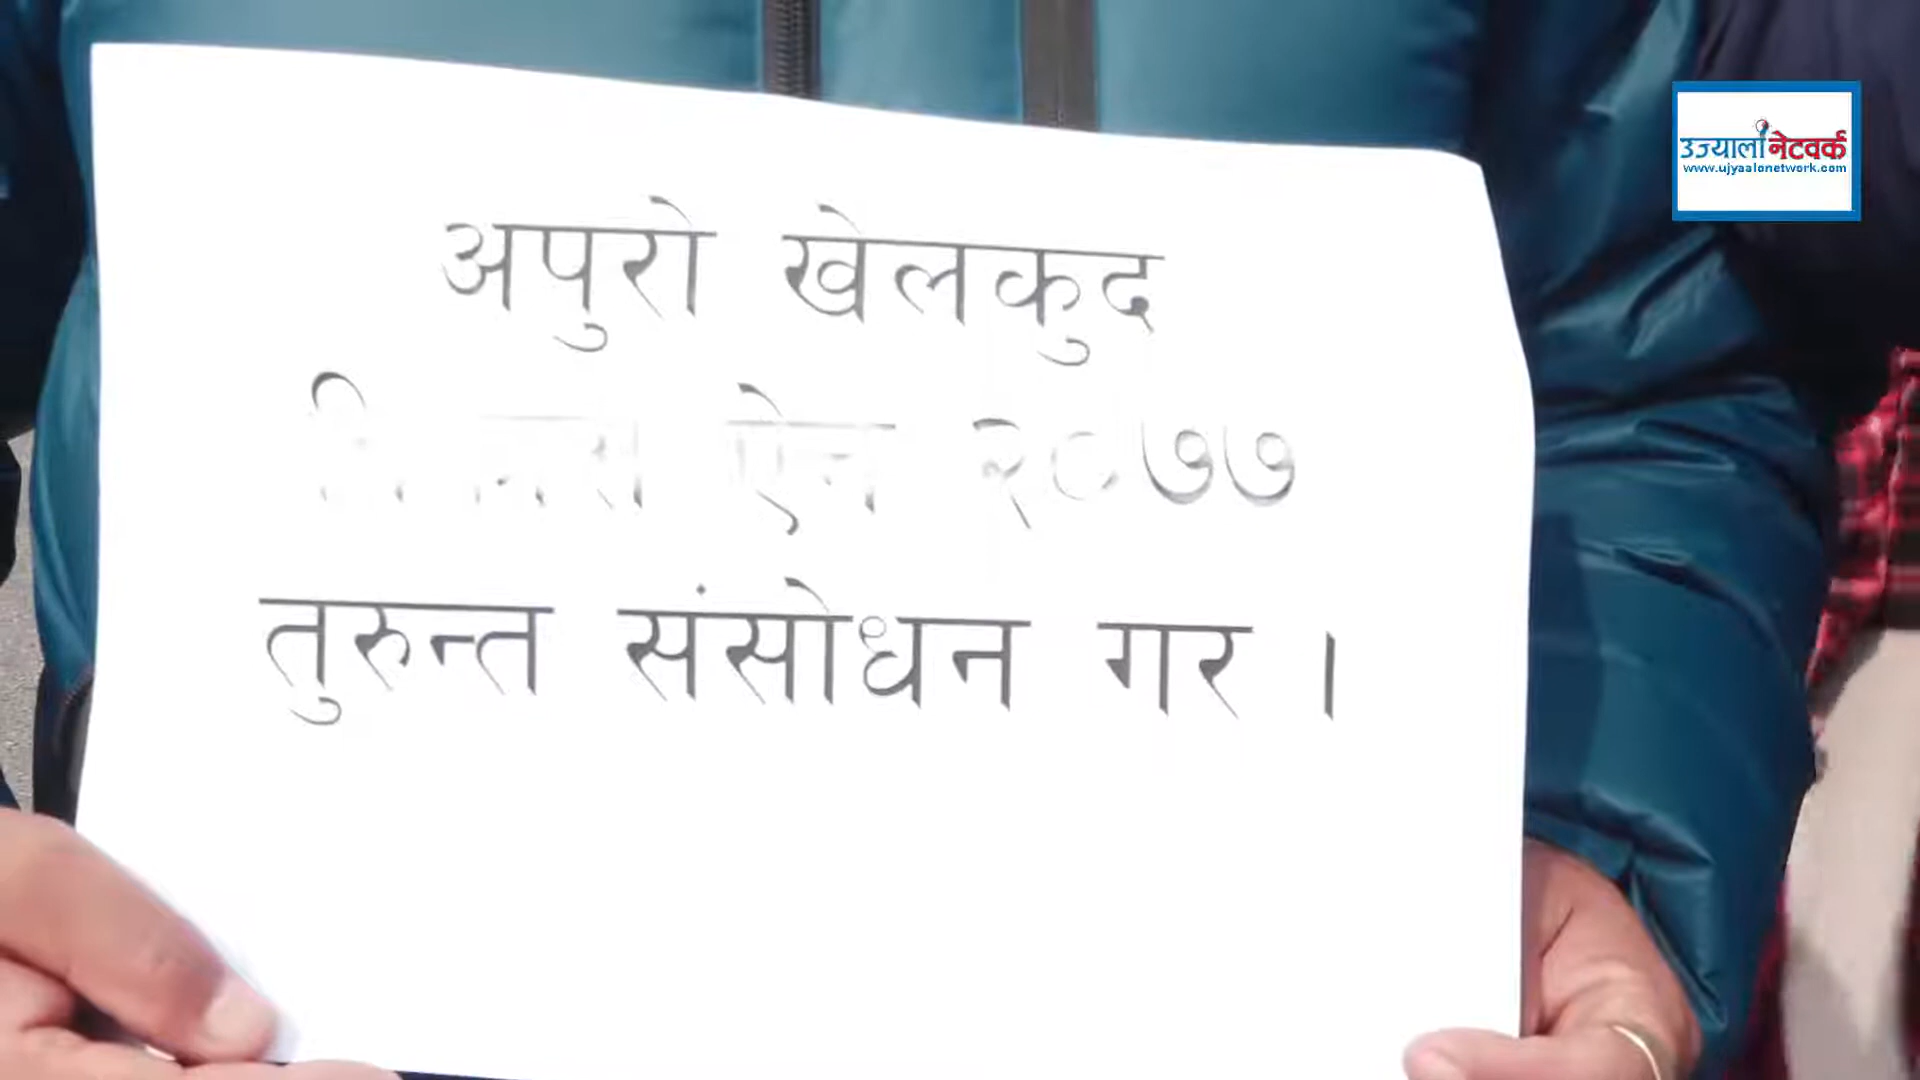 अपुरो खेलकुद
विकास ऐन २०७७
तुरुन्त संसोधन गर ।
उज्यालो नेटवर्क
www.ujyaalonetwork.com